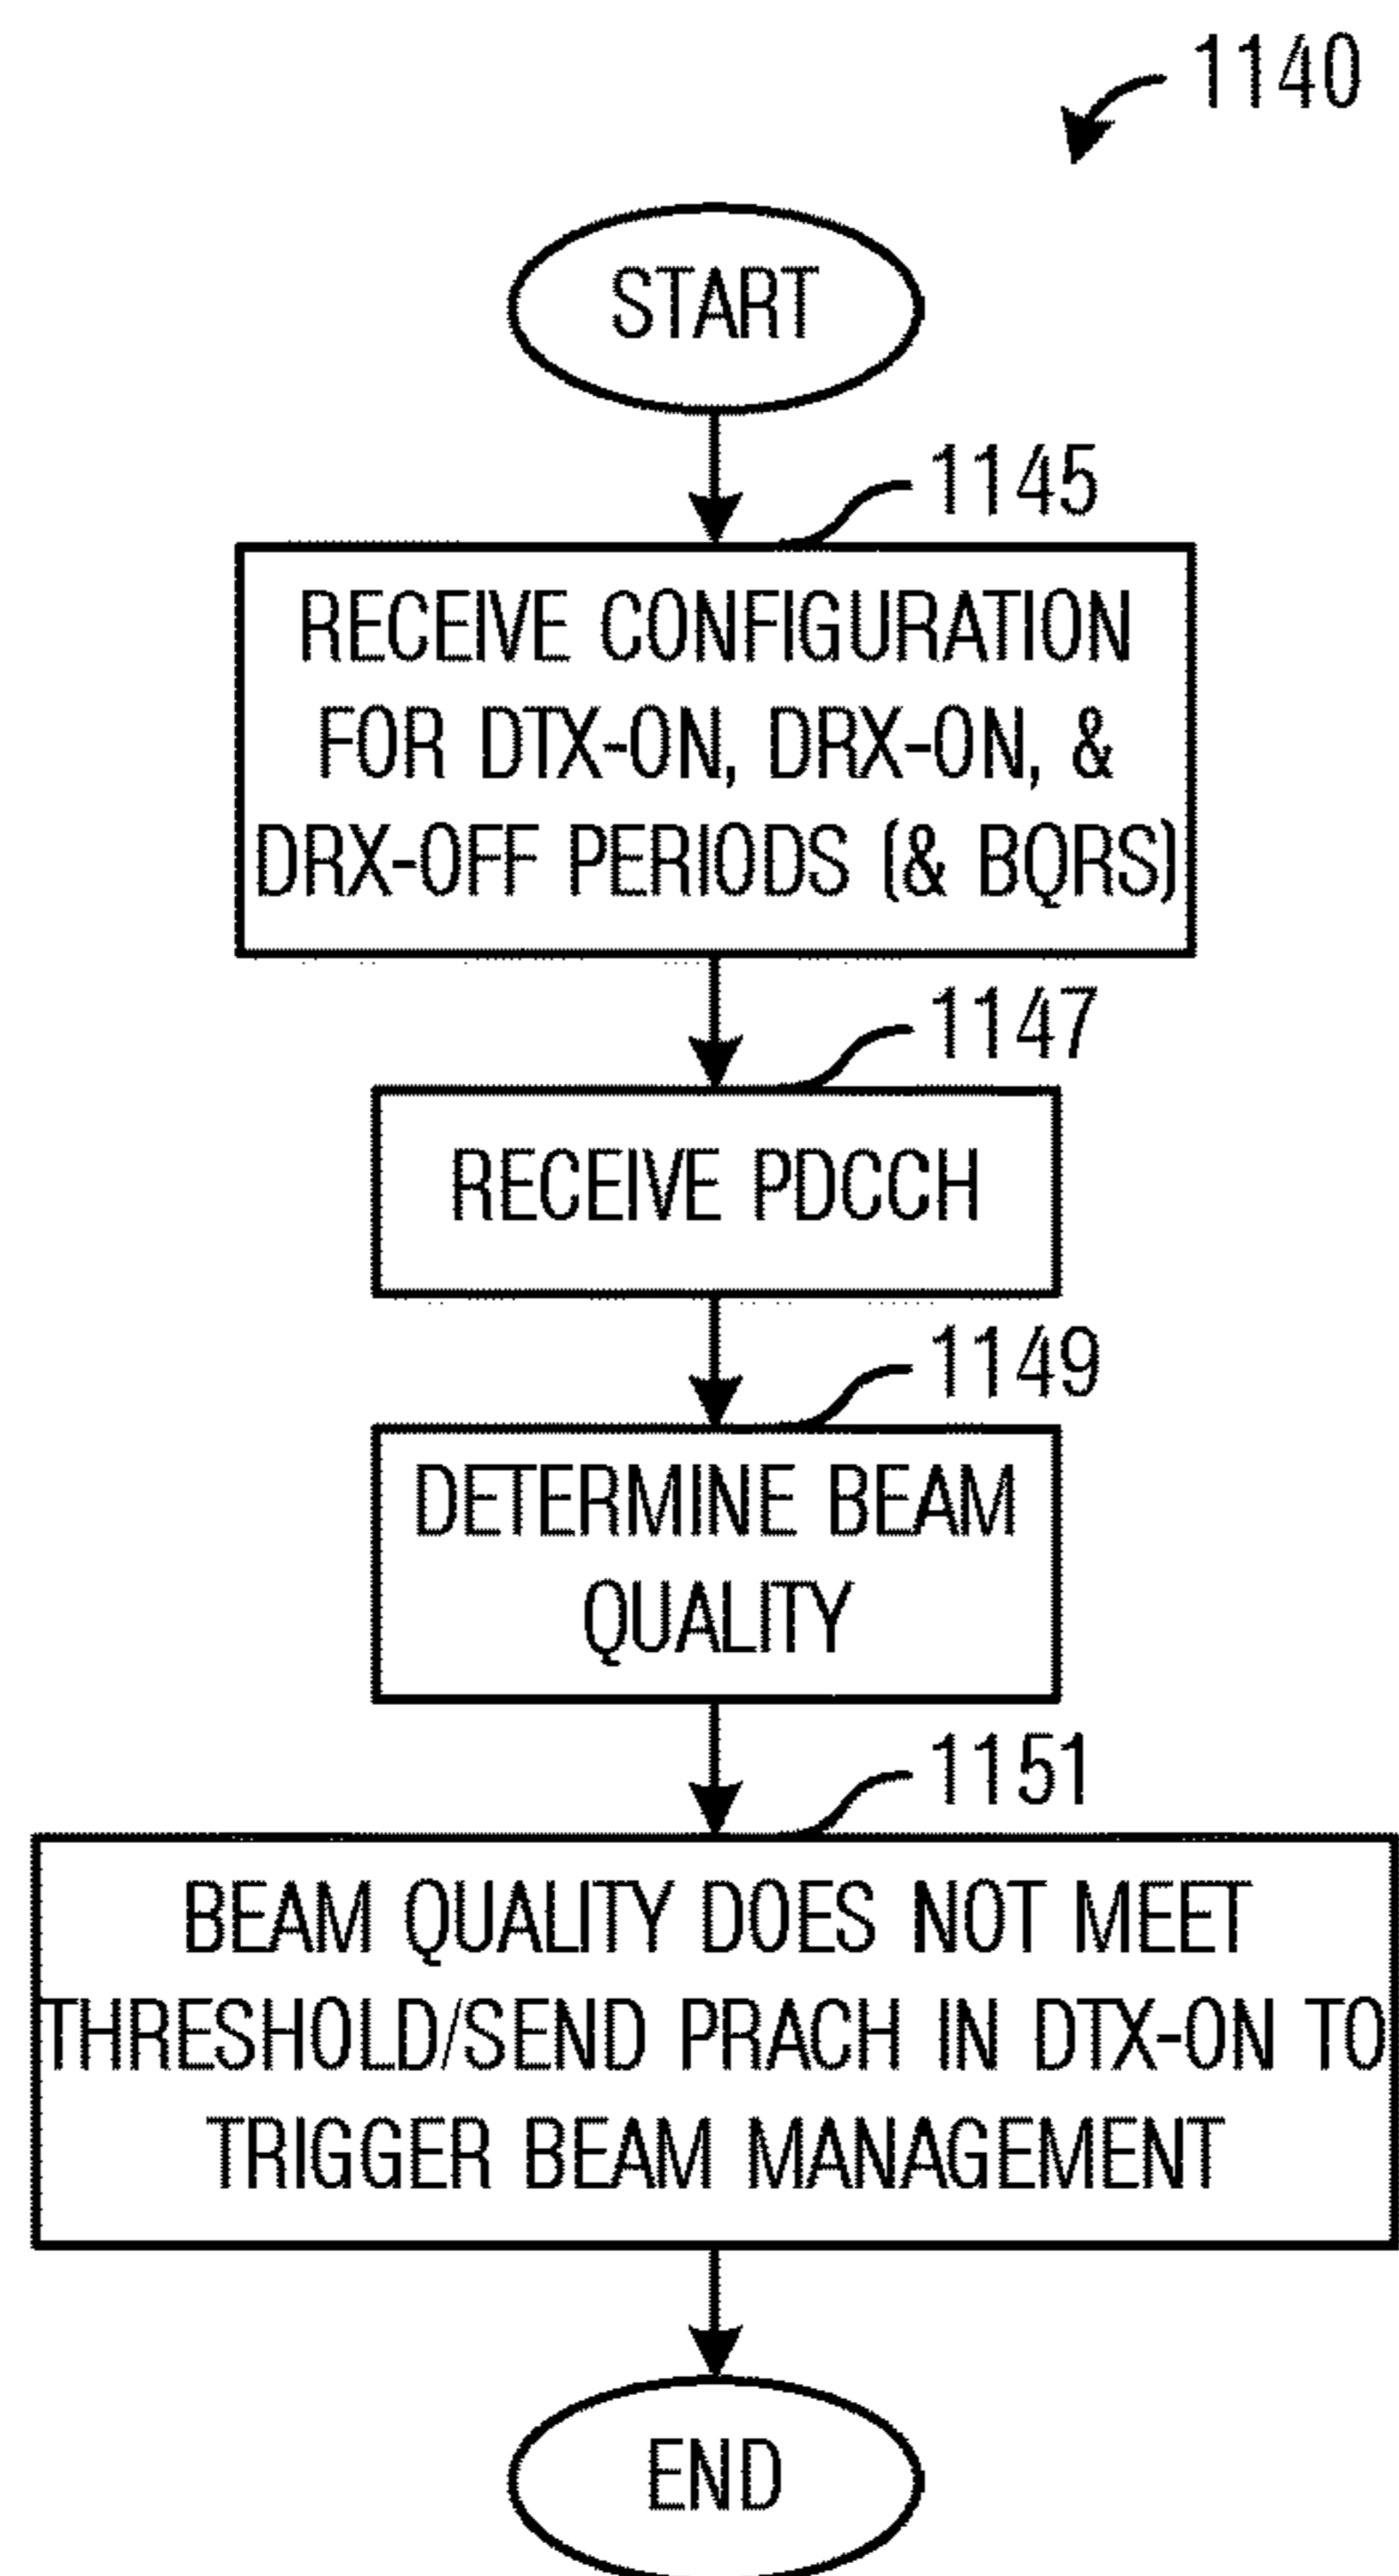 1140
START
1145
RECEIVE CONFIGURATION
FOR DTX-ON, DRX-ON, &
DRX-OFF PERIODS (& BQRS)
1147
RECEIVE PDCCH
1149
DETERMINE BEAM
QUALITY
1151
BEAM QUALITY DOES NOT MEET
THRESHOLD/SEND PRACH IN DTX-ON TO
TRIGGER BEAM MANAGEMENT
END